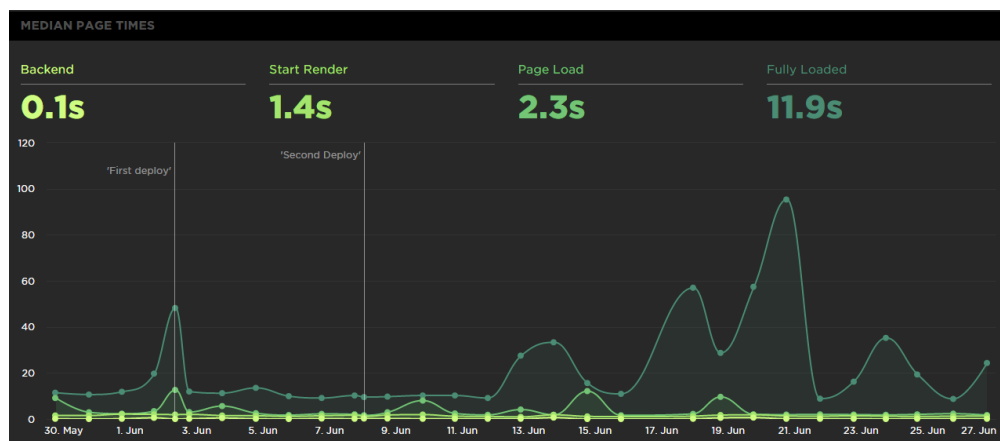 MEDIAN PAGE TIMES
Backend Start Render Page Load Fully Loaded
0.1s 1.4s 2.3s 11.9s
120
'Second Deploy'
'First deploy'
100
80
60
40
20
0
30. May 1. Jun 3. Jun 5. Jun 7. Jun 9. Jun 11. Jun 13. Jun 15. Jun 17. Jun 19. Jun 21. Jun 23. Jun 25. Jun 27. Jun